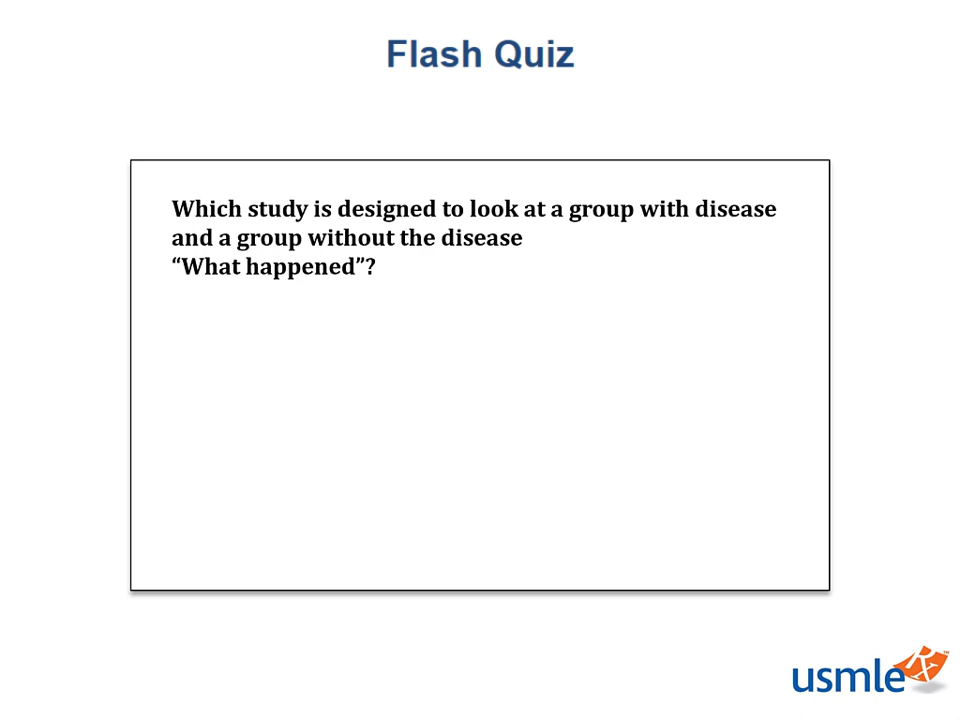 Flash Quiz
Which study is designed to look at a group with disease
and a group without the disease
“What happened”?
usmle Rx™